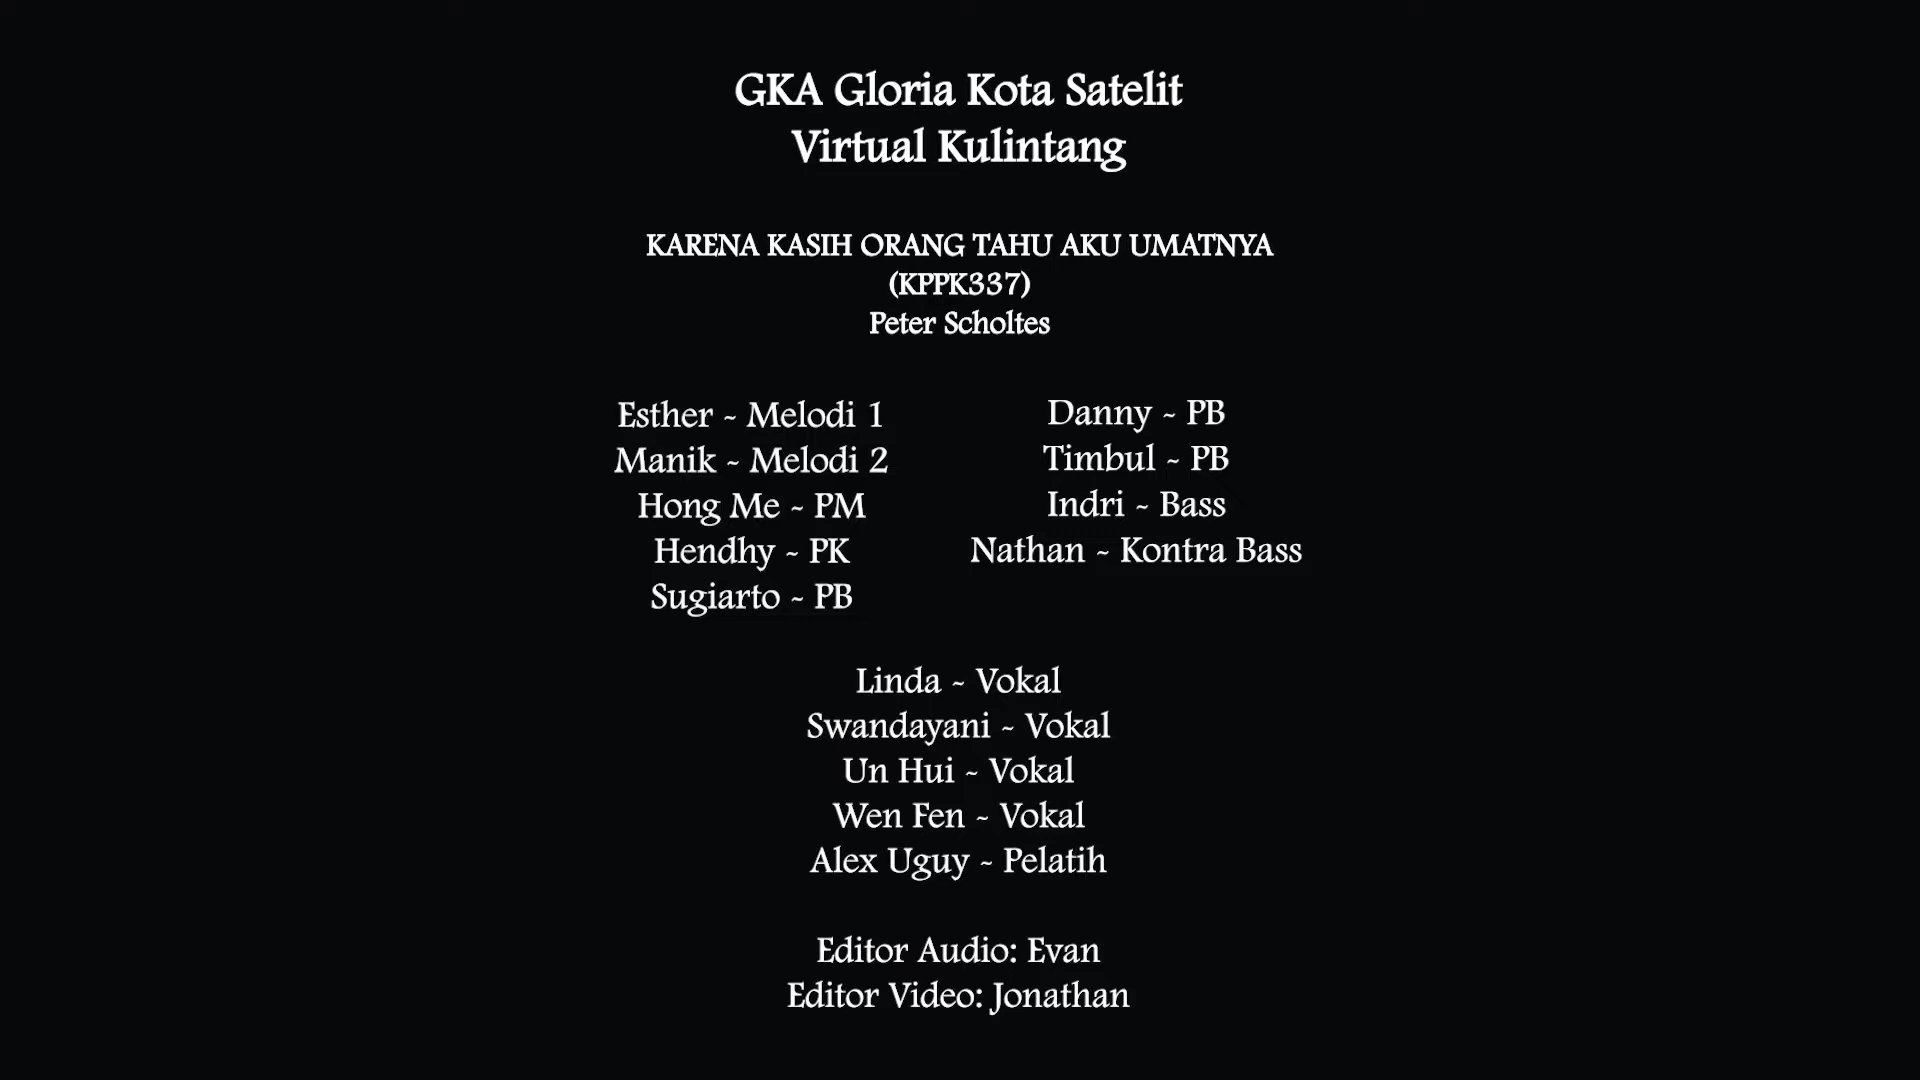 GKA Gloria Kota Satelit
Virtual Kulintang
KARENA KASIH ORANG TAHU AKU UMATNYA
(KPPK337)
Peter Scholtes
Esther ~ Melodi 1
Manik ~ Melodi 2
Hong Me ~ PM
Hendhy ~ PK
Sugiarto ~ PB
Danny ~ PB
Timbul ~ PB
Indri ~ Bass
Nathan ~ Kontra Bass
Linda ~ Vokal
Swandayani ~ Vokal
Un Hui ~ Vokal
Wen Fen ~ Vokal
Alex Uguy ~ Pelatih
Editor Audio: Evan
Editor Video: Jonathan